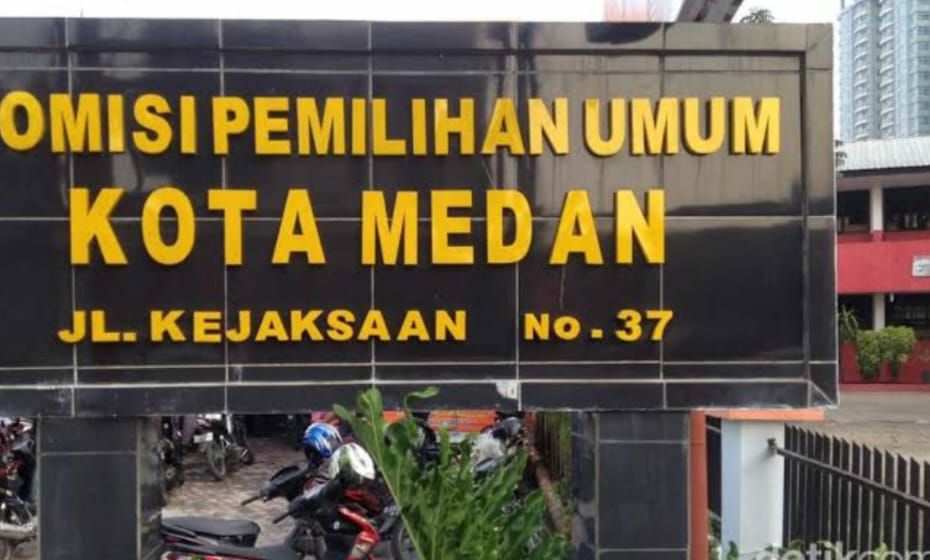 OMISI PEMILIHAN UMUM
KOTA MEDAN
JL. KEJAKSAAN No. 37